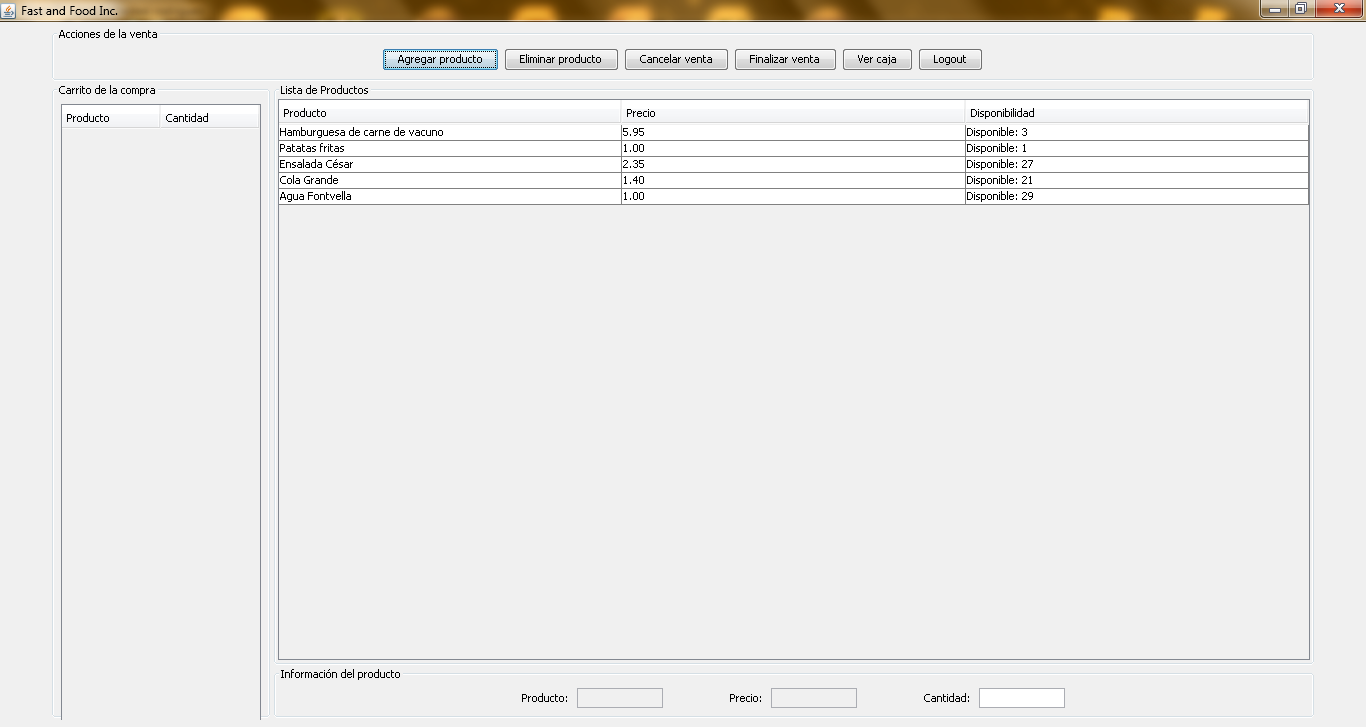 Fast and Food Inc.
Acciones de la venta
Agregar producto Eliminar producto Cancelar venta Finalizar venta Ver caja Logout
Carrito de la compra
Producto Cantidad
Lista de Productos
Producto Precio Disponibilidad
Hamburguesa de carne de vacuno 5.95 Disponible: 3
Patatas fritas 1.00 Disponible: 1
Ensalada César 2.35 Disponible: 27
Cola Grande 1.40 Disponible: 21
Agua Fontvella 1.00 Disponible: 29
Información del producto
Producto: Precio: Cantidad: